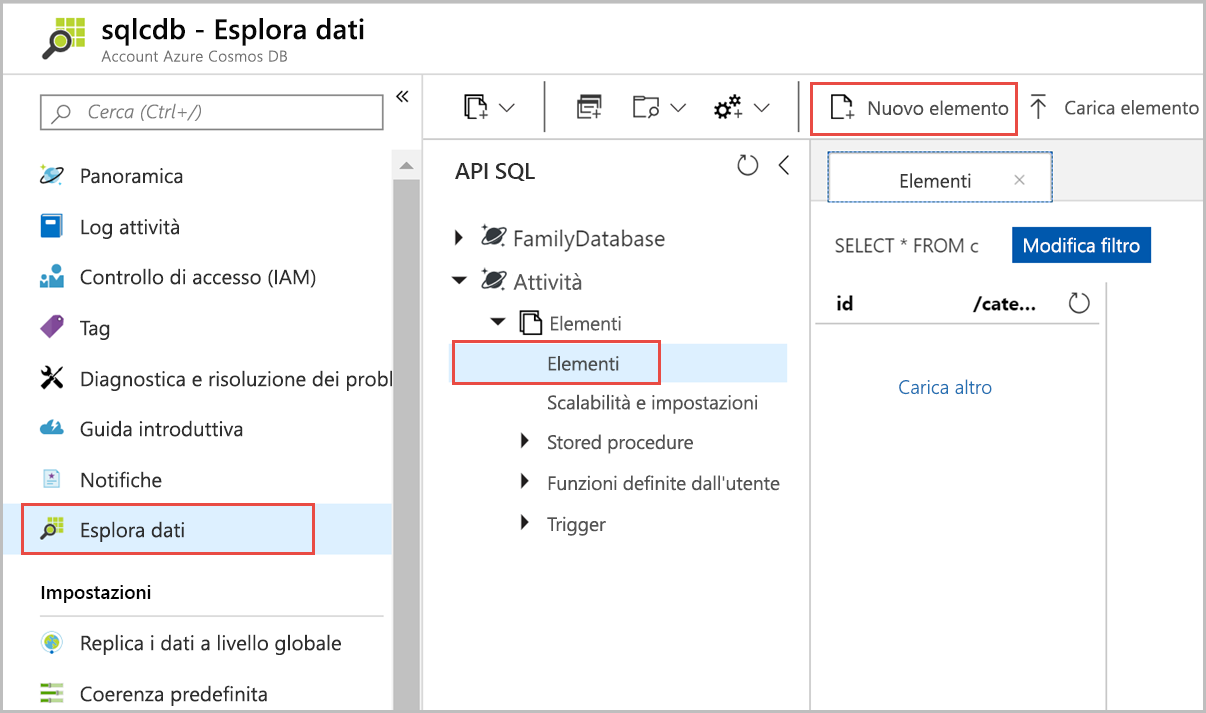 sqlcdb - Esplora dati
Account Azure Cosmos DB
Cerca (Ctrl+/)
Panoramica
Log attività
Controllo di accesso (IAM)
Tag
Diagnostica e risoluzione dei probl
Guida introduttiva
Notifiche
Esplora dati
Impostazioni
Replica i dati a livello globale
Coerenza predefinita
Nuovo elemento
Carica elemento
API SQL
FamilyDatabase
Attività
Elementi
Elementi
Scalabilità e impostazioni
Stored procedure
Funzioni definite dall'utente
Trigger
Elementi
SELECT * FROM c
Modifica filtro
id /cate...
Carica altro